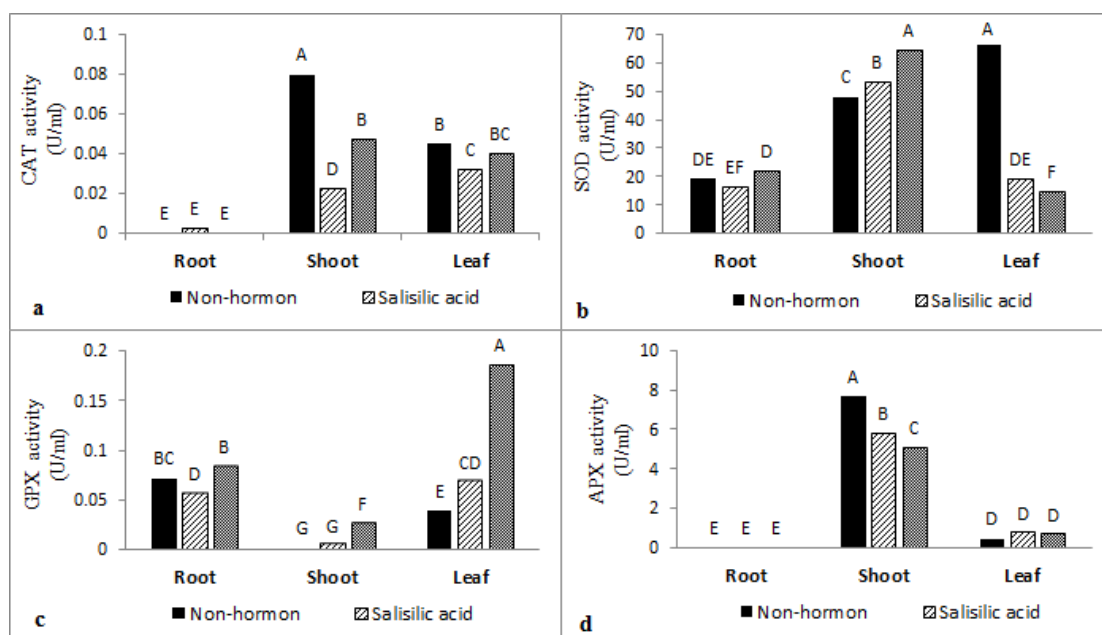 0.1
0.08
0.06
0.04
0.02
0
CAT activity
(U/ml)
E E E
A D B
B C BC
Root Shoot Leaf
Non-hormon Salisilic acid
a
70
60
50
40
30
20
10
0
SOD activity
(U/ml)
DE EF D
C B A
A DE F
Root Shoot Leaf
Non-hormon Salisilic acid
b
0.2
0.15
0.1
0.05
0
GPX activity
(U/ml)
BC D B
G G F
E CD A
Root Shoot Leaf
Non-hormon Salisilic acid
c
10
8
6
4
2
0
APX activity
(U/ml)
E E E
A B C
D D D
Root Shoot Leaf
Non-hormon Salisilic acid
d